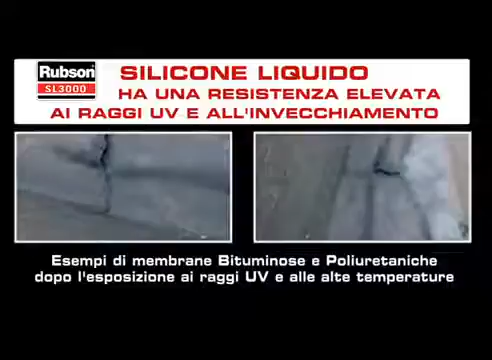 Rubson
SL3000
SILICONE LIQUIDO
HA UNA RESISTENZA ELEVATA
AI RAGGI UV E ALL'INVECCHIAMENTO
Esempi di membrane Bituminose e Poliuretaniche
dopo l'esposizione ai raggi UV e alle alte temperature